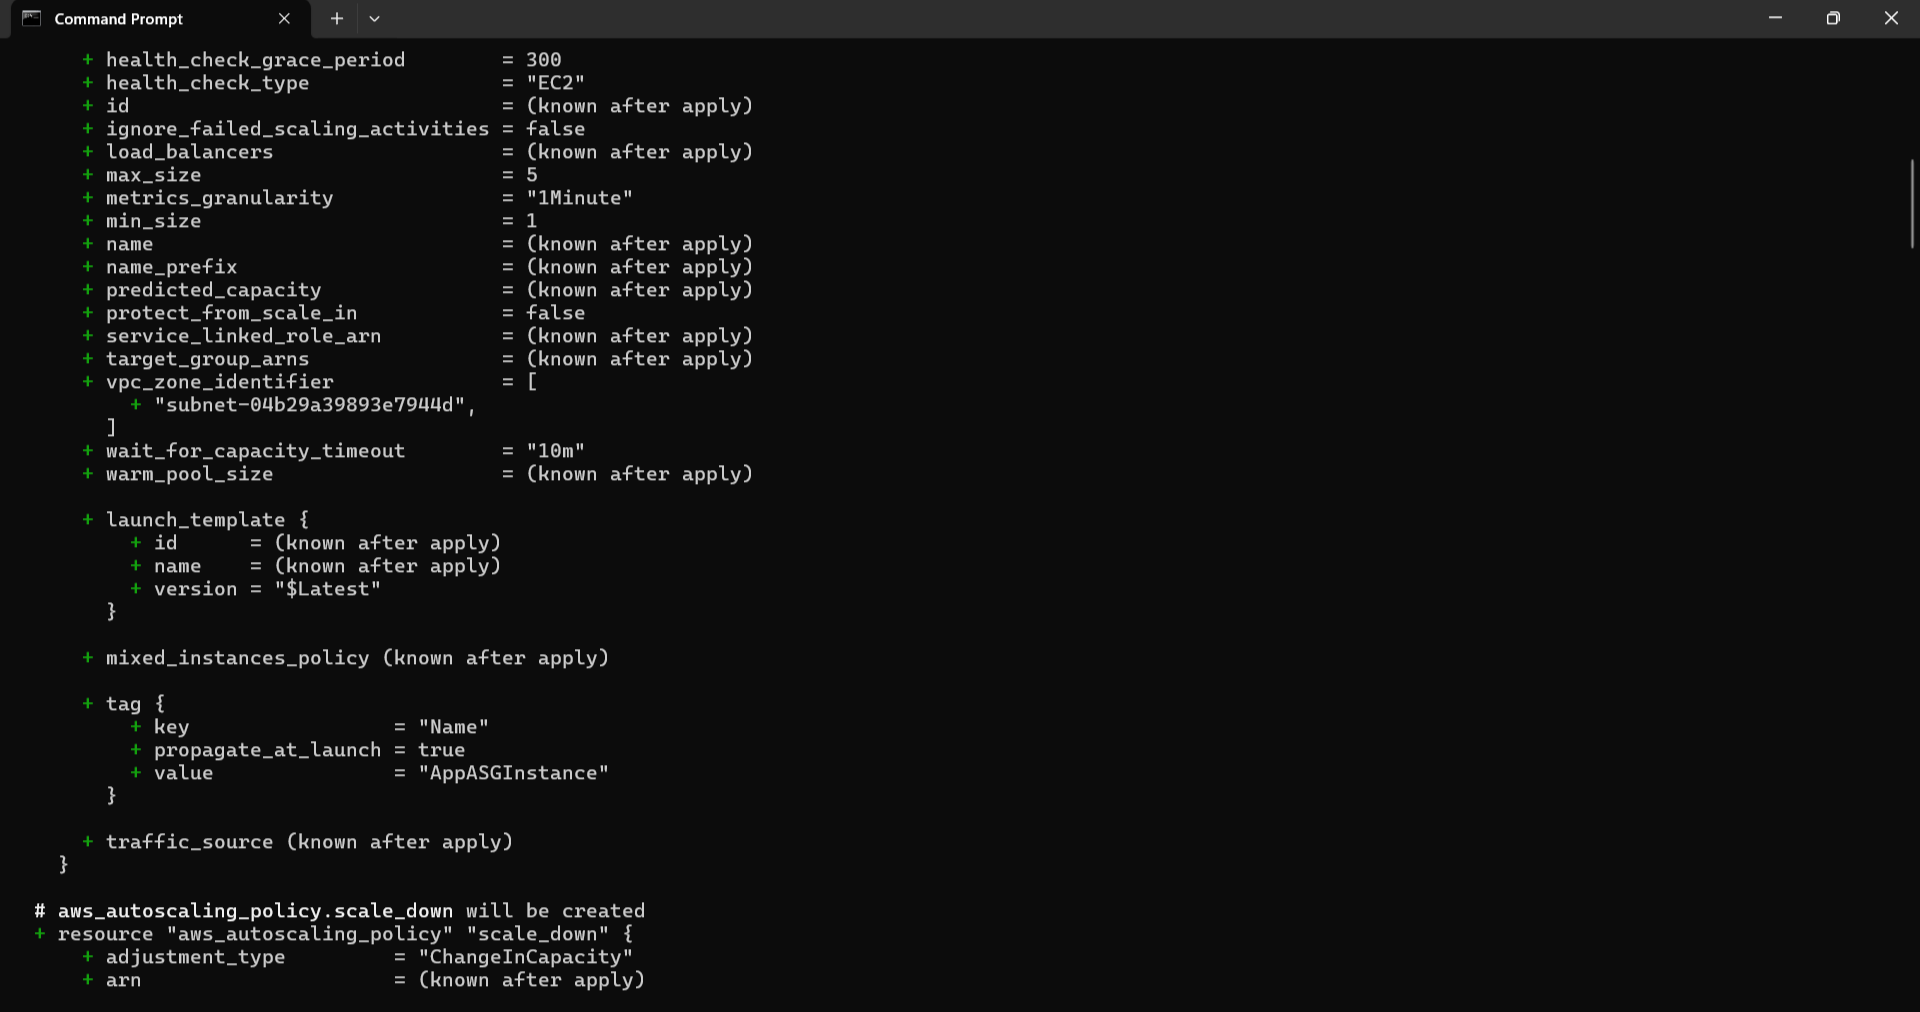 Command Prompt
+ health_check_grace_period        = 300
+ health_check_type                = "EC2"
+ id                               = (known after apply)
+ ignore_failed_scaling_activities = false
+ load_balancers                   = (known after apply)
+ max_size                         = 5
+ metrics_granularity              = "1Minute"
+ min_size                         = 1
+ name                             = (known after apply)
+ name_prefix                      = (known after apply)
+ predicted_capacity               = (known after apply)
+ protect_from_scale_in            = false
+ service_linked_role_arn          = (known after apply)
+ target_group_arns                = (known after apply)
+ vpc_zone_identifier              = [
+ "subnet-04b29a39893e7944d",
]
+ wait_for_capacity_timeout        = "10m"
+ warm_pool_size                   = (known after apply)
+ launch_template {
+ id      = (known after apply)
+ name    = (known after apply)
+ version = "$Latest"
}
+ mixed_instances_policy (known after apply)
+ tag {
+ key                 = "Name"
+ propagate_at_launch = true
+ value               = "AppASGInstance"
}
+ traffic_source (known after apply)
}
# aws_autoscaling_policy.scale_down will be created
+ resource "aws_autoscaling_policy" "scale_down" {
+ adjustment_type         = "ChangeInCapacity"
+ arn                     = (known after apply)